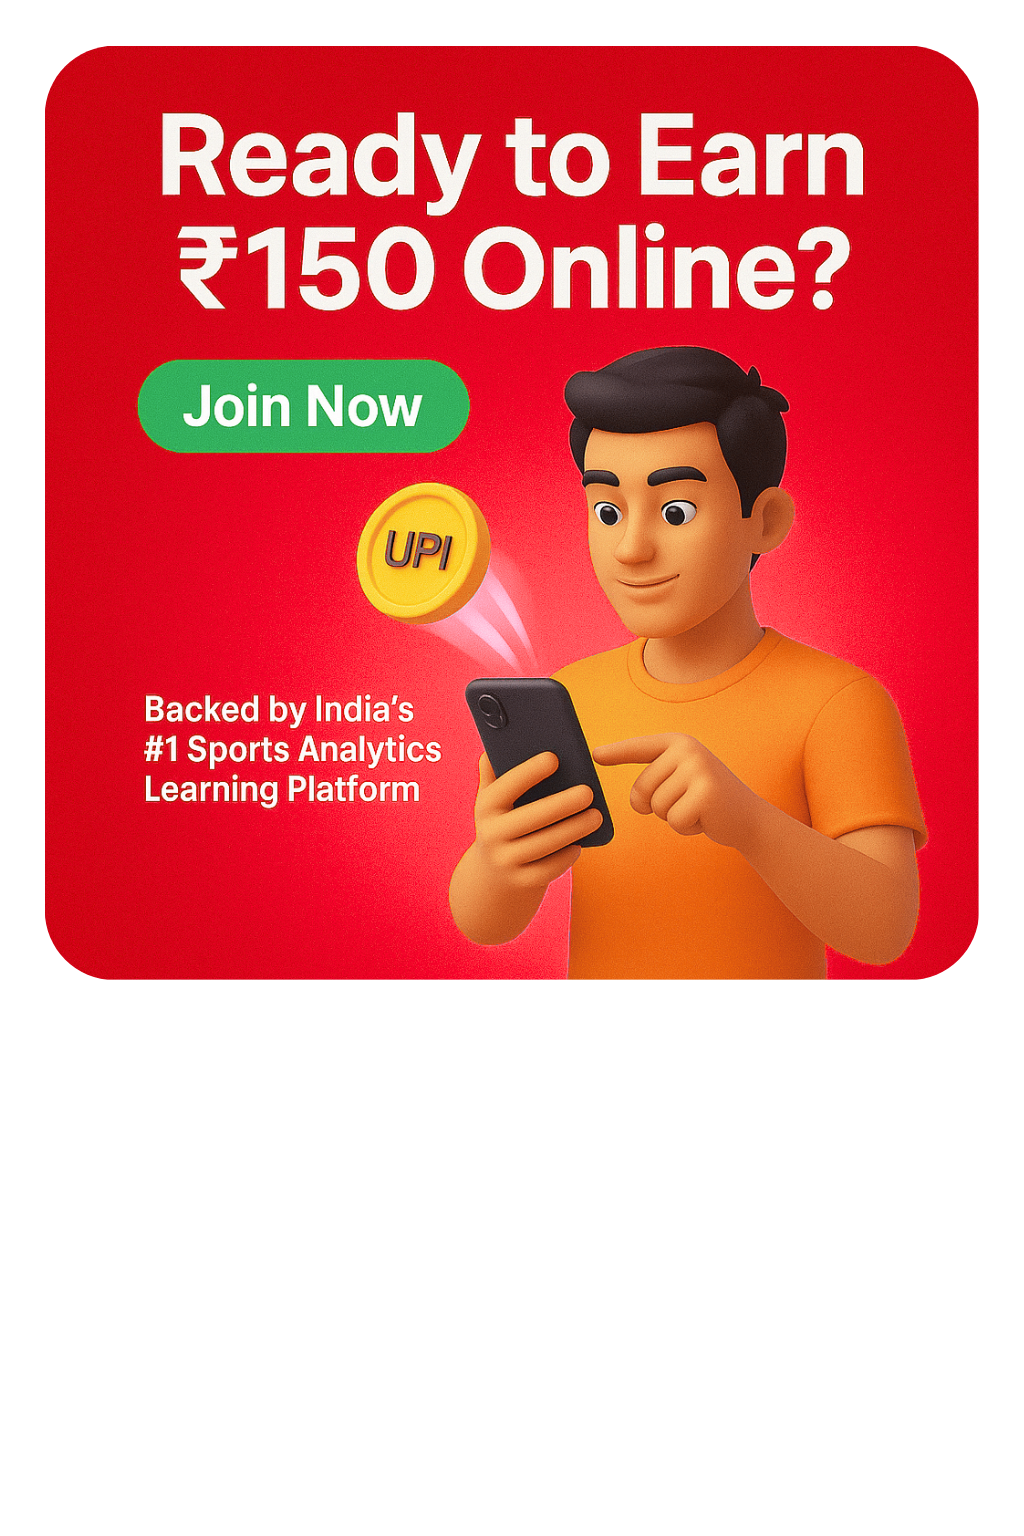 Ready to Earn
₹150 Online?
Join Now
UPI
Backed by India’s
#1 Sports Analytics
Learning Platform